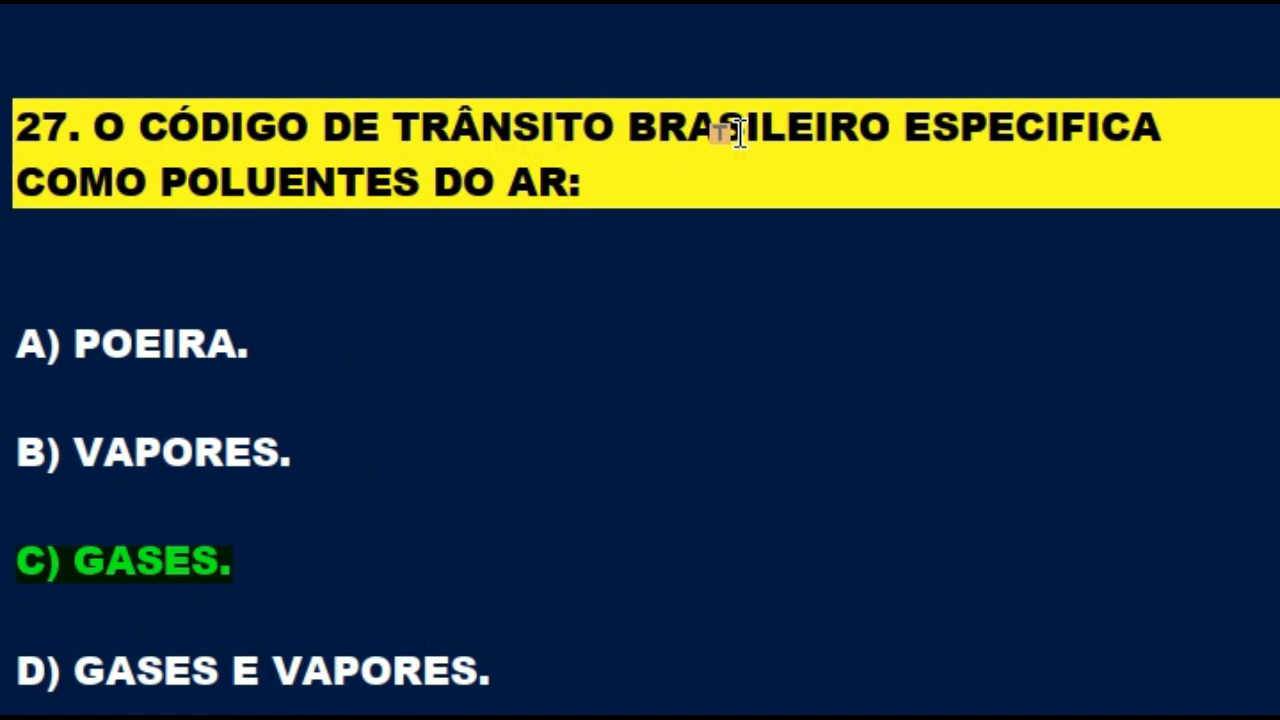 27. O CÓDIGO DE TRÂNSITO BRASILEIRO ESPECIFICA
COMO POLUENTES DO AR:
A) POEIRA.
B) VAPORES.
C) GASES.
D) GASES E VAPORES.